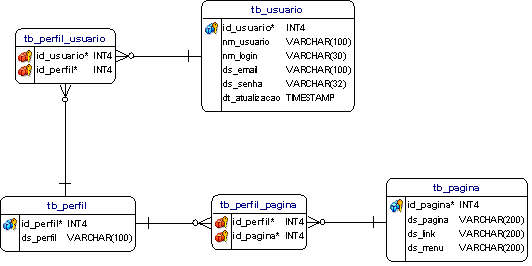 tb_usuario
id_usuario* INT4
nm_usuario VARCHAR(100)
nm_login VARCHAR(30)
ds_email VARCHAR(100)
ds_senha VARCHAR(32)
dt_atualizacao TIMESTAMP
tb_perfil_usuario
id_usuario* INT4
id_perfil* INT4
tb_perfil
id_perfil* INT4
ds_perfil VARCHAR(100)
tb_perfil_pagina
id_perfil* INT4
id_pagina* INT4
tb_pagina
id_pagina* INT4
ds_pagina VARCHAR(200)
ds_link VARCHAR(200)
ds_menu VARCHAR(200)